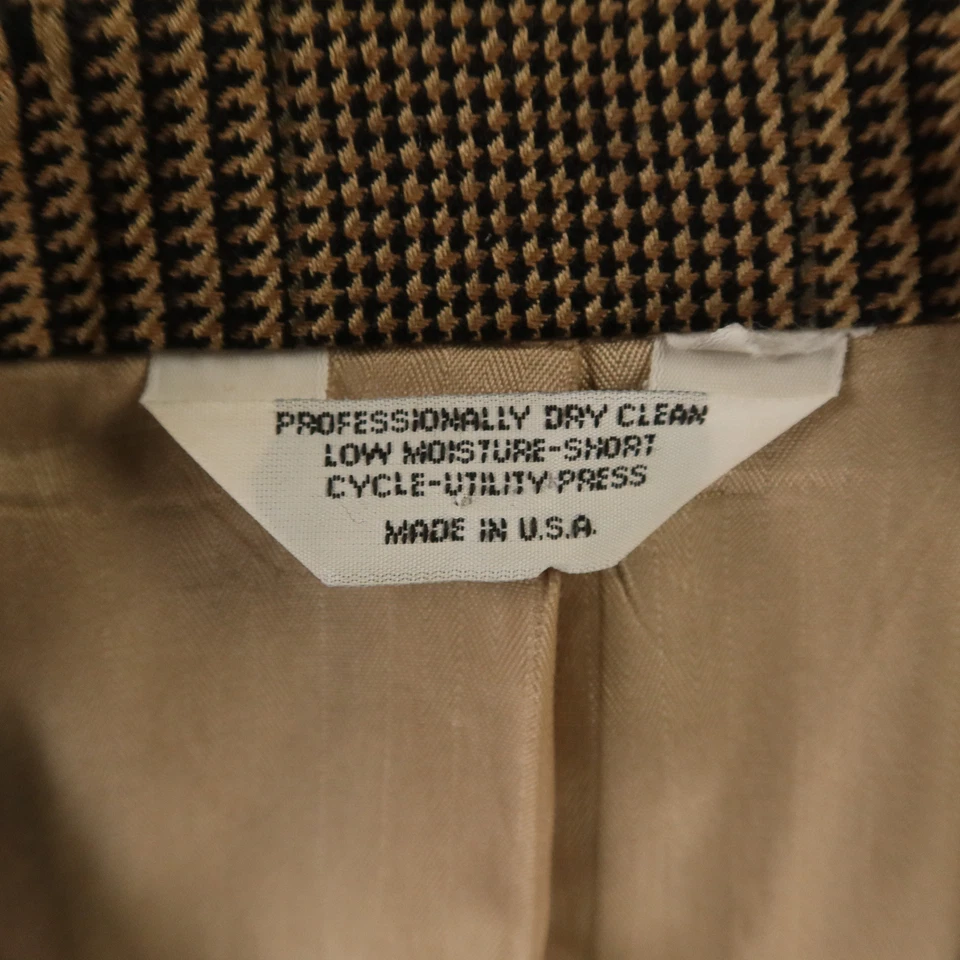 PROFESSIONALLY DRY CLEAN
LOW MOISTURE-SHORT
CYCLE-UTILITY PRESS
MADE IN U.S.A.